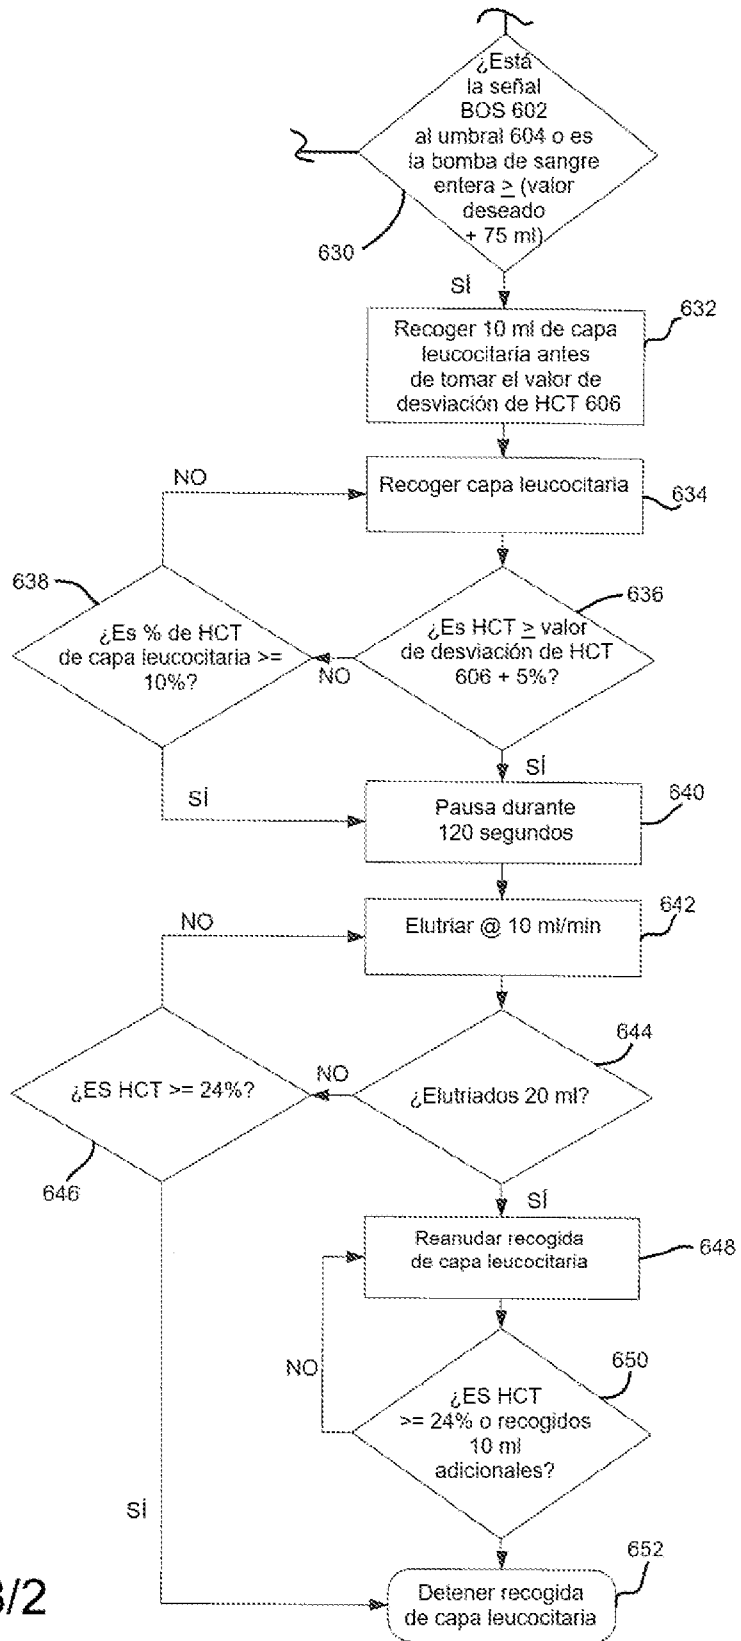 ¿Está
la señal
BOS 602
al umbral 604 o es
la bomba de sangre
entera ≥ (valor
deseado
+ 75 ml)
630
SÍ
Recoger 10 ml de capa
leucocitaria antes
de tomar el valor de
desviación de HCT 606
632
NO
Recoger capa leucocitaria
634
638
¿Es % de HCT
de capa leucocitaria >=
10%?
NO
¿Es HCT ≥ valor
de desviación de HCT
606 + 5%?
636
SÍ
SÍ
Pausa durante
120 segundos
640
NO
Elutriar @ 10 ml/min
642
¿ES HCT >= 24%?
646
NO
¿Elutriados 20 ml?
644
SÍ
Reanudar recogida
de capa leucocitaria
648
NO
¿ES HCT
>= 24% o recogidos
10 ml
adicionales?
650
SÍ
Detener recogida
de capa leucocitaria
652
/2